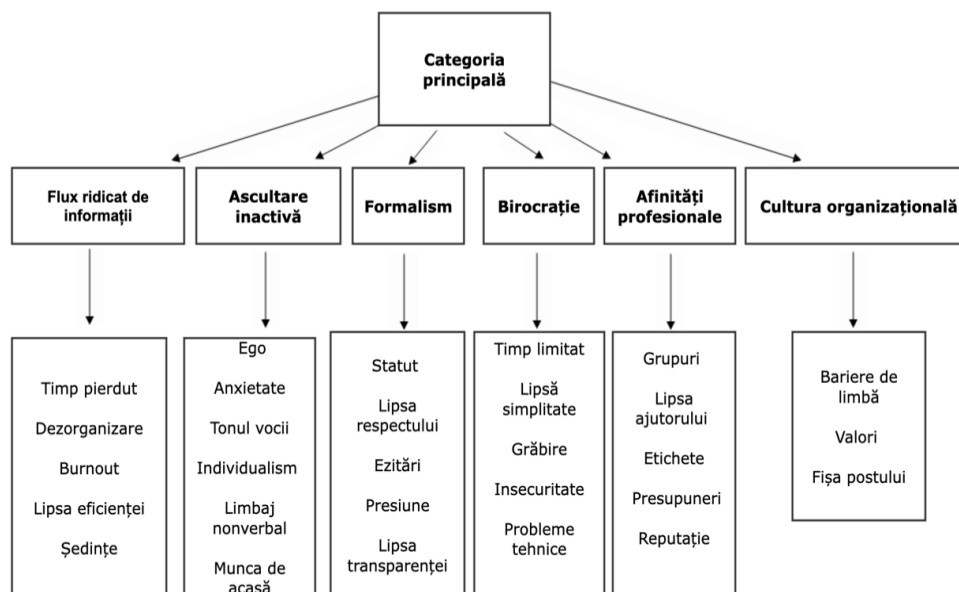 Categoria
principală
Flux ridicat de
informații
Ascultare
inactivă
Formalism
Birocrație
Afinități
profesionale
Cultura organizațională
Timp pierdut
Dezorganizare
Burnout
Lipsa eficienței
Ședințe
Ego
Anxietate
Tonul vocii
Individualism
Limbaj
nonverbal
Munca de
acasă
Statut
Lipsa
respectului
Ezitări
Presiune
Lipsa
transparenței
Timp limitat
Lipsă
simplitate
Grăbire
Insecuritate
Probleme
tehnice
Grupuri
Lipsa
ajutorului
Etichete
Presupuneri
Reputație
Bariere de
limbă
Valori
Fișa postului